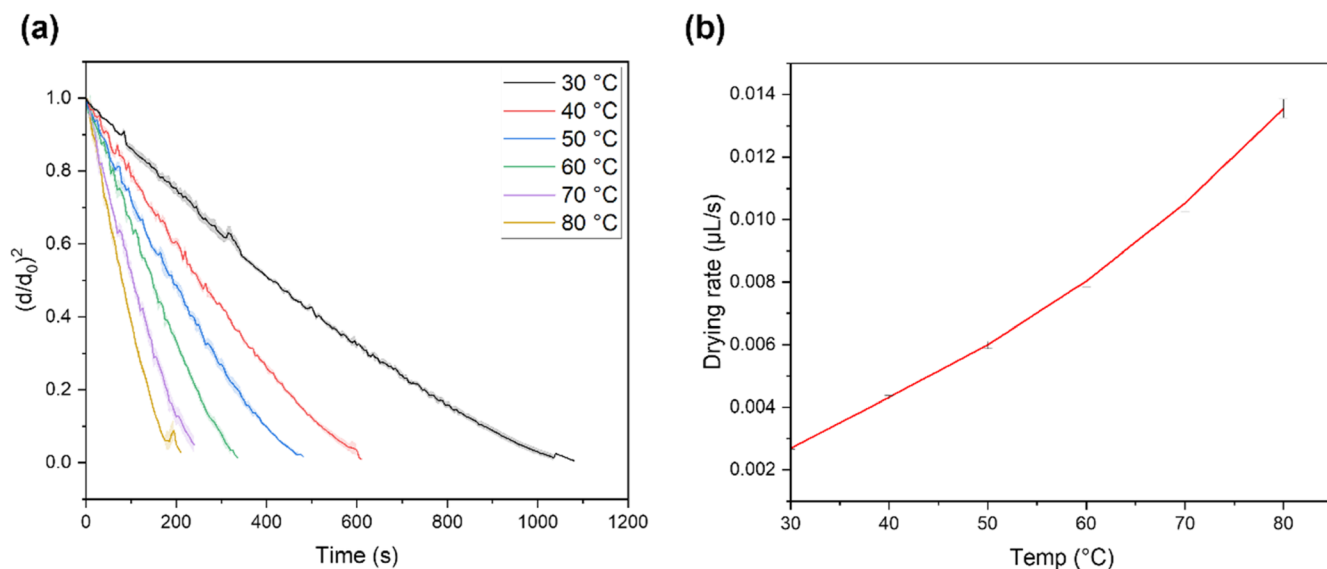 (a)
1.0
0.8
0.6
0.4
0.2
0.0
(d/d₀)²
0 200 400 600 800 1000 1200
Time (s)
30 °C
40 °C
50 °C
60 °C
70 °C
80 °C
(b)
0.014
0.012
0.010
0.008
0.006
0.004
0.002
Drying rate (μL/s)
30 40 50 60 70 80
Temp (°C)